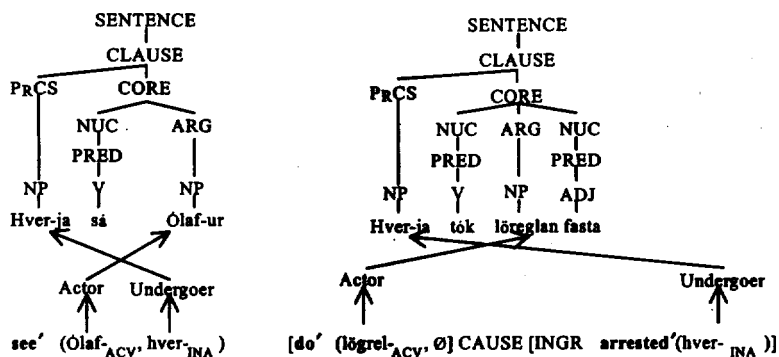 SENTENCE SENTENCE
CLAUSE CLAUSE
PRCS CORE PRCS CORE
NUC ARG NUC ARG NUC
PRED PRED PRED
NP V NP NP V NP ADJ
Hver-ja sá Ólaf-ur Hver-ja tók löreglan fasta
Actor Undergoer Actor Undergoer
see′ (Ólaf-ACV, hver-INA ) [do′ (lögrel-ACV, Ø] CAUSE [INGR arrested′(hver- INA )]